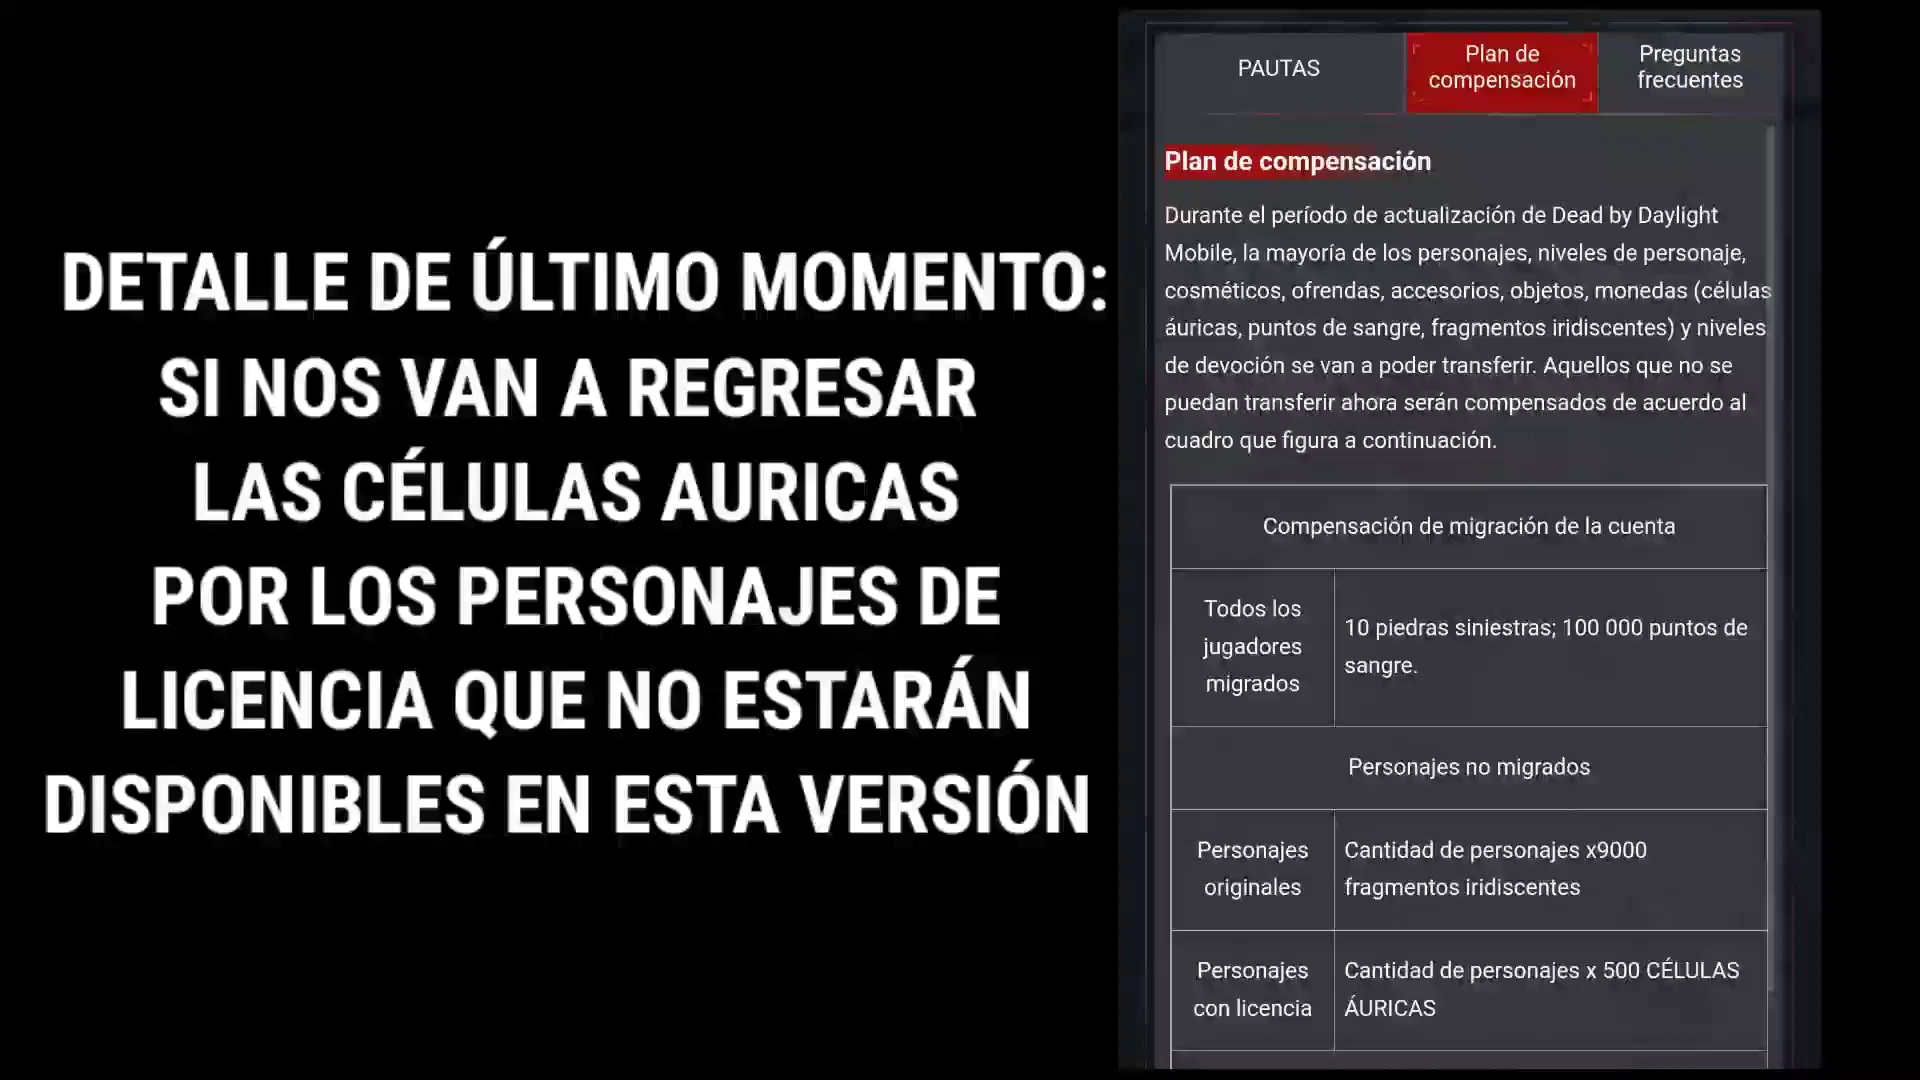 DETALLE DE ÚLTIMO MOMENTO:
SI NOS VAN A REGRESAR
LAS CÉLULAS AURICAS
POR LOS PERSONAJES DE
LICENCIA QUE NO ESTARÁN
DISPONIBLES EN ESTA VERSIÓN
PAUTAS
Plan de
compensación
Preguntas
frecuentes
Plan de compensación
Durante el período de actualización de Dead by Daylight
Mobile, la mayoría de los personajes, niveles de personaje,
cosméticos, ofrendas, accesorios, objetos, monedas (células
áuricas, puntos de sangre, fragmentos iridiscentes) y niveles
de devoción se van a poder transferir. Aquellos que no se
puedan transferir ahora serán compensados de acuerdo al
cuadro que figura a continuación.
Compensación de migración de la cuenta
Todos los
jugadores
migrados
10 piedras siniestras; 100 000 puntos de
sangre.
Personajes no migrados
Personajes
originales
Cantidad de personajes x9000
fragmentos iridiscentes
Personajes
con licencia
Cantidad de personajes x 500 CÉLULAS
ÁURICAS